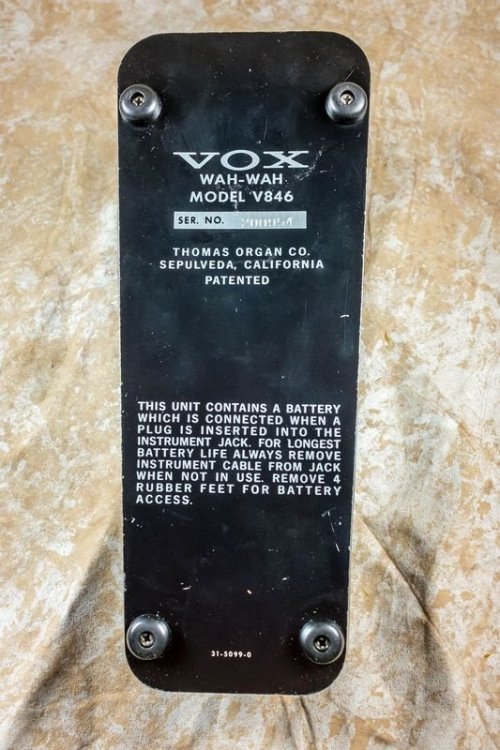 VOX
WAH-WAH
MODEL V846
SER. NO. 200954
THOMAS ORGAN CO.
SEPULVEDA, CALIFORNIA
PATENTED
THIS UNIT CONTAINS A BATTERY
WHICH IS CONNECTED WHEN A
PLUG IS INSERTED INTO THE
INSTRUMENT JACK. FOR LONGEST
BATTERY LIFE ALWAYS REMOVE
INSTRUMENT CABLE FROM JACK
WHEN NOT IN USE. REMOVE 4
RUBBER FEET FOR BATTERY
ACCESS.
31-5099-0